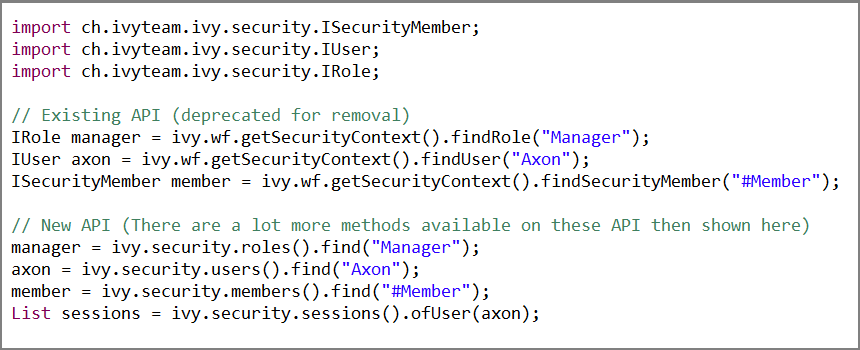 import ch.ivyteam.ivy.security.ISecurityMember;
import ch.ivyteam.ivy.security.IUser;
import ch.ivyteam.ivy.security.IRole;
// Existing API (deprecated for removal)
IRole manager = ivy.wf.getSecurityContext().findRole("Manager");
IUser axon = ivy.wf.getSecurityContext().findUser("Axon");
ISecurityMember member = ivy.wf.getSecurityContext().findSecurityMember("#Member");
// New API (There are a lot more methods available on these API then shown here)
manager = ivy.security.roles().find("Manager");
axon = ivy.security.users().find("Axon");
member = ivy.security.members().find("#Member");
List sessions = ivy.security.sessions().ofUser(axon);